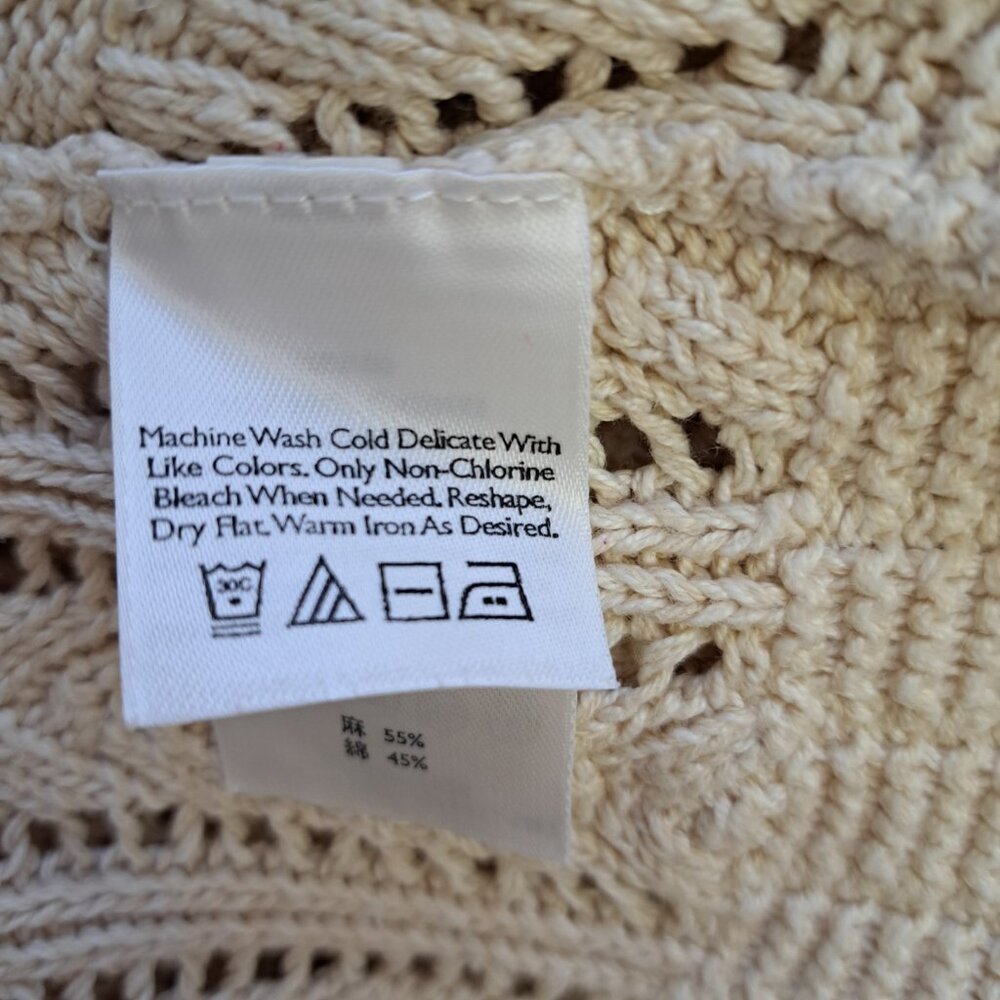 Machine Wash Cold Delicate With
Like Colors. Only Non-Chlorine
Bleach When Needed. Reshape,
Dry Flat. Warm Iron As Desired.
30C
麻 55%
綿 45%